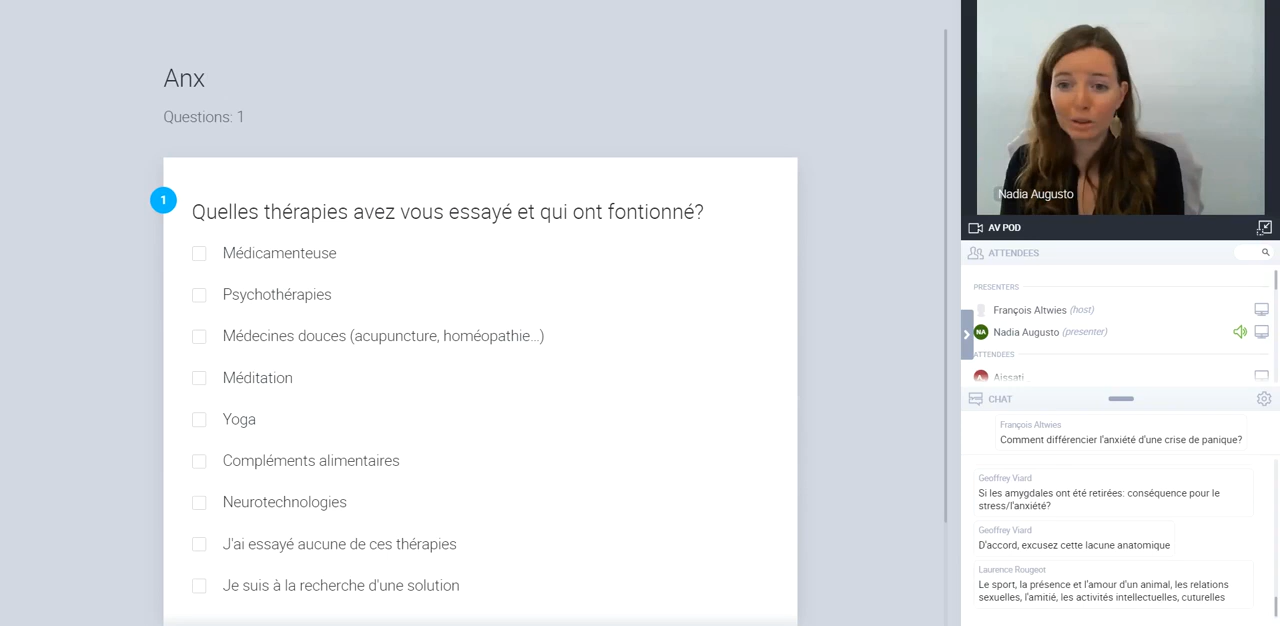 Anx
Questions: 1
1
Quelles thérapies avez vous essayé et qui ont fontionné?
Médicamenteuse
Psychothérapies
Médecines douces (acupuncture, homéopathie...)
Méditation
Yoga
Compléments alimentaires
Neurotechnologies
J'ai essayé aucune de ces thérapies
Je suis à la recherche d'une solution
Nadia Augusto
AV POD
ATTENDEES
PRESENTERS
François Altwies (host)
NA Nadia Augusto (presenter)
ATTENDEES
Aissati
CHAT
François Altwies
Comment différencier l'anxiété d'une crise de panique?
Geoffrey Viard
Si les amygdales ont été retirées: conséquence pour le
stress/l'anxiété?
Geoffrey Viard
D'accord, excusez cette lacune anatomique
Laurence Rougeot
Le sport, la présence et l'amour d'un animal, les relations
sexuelles, l'amitié, les activités intellectuelles, cuturelles